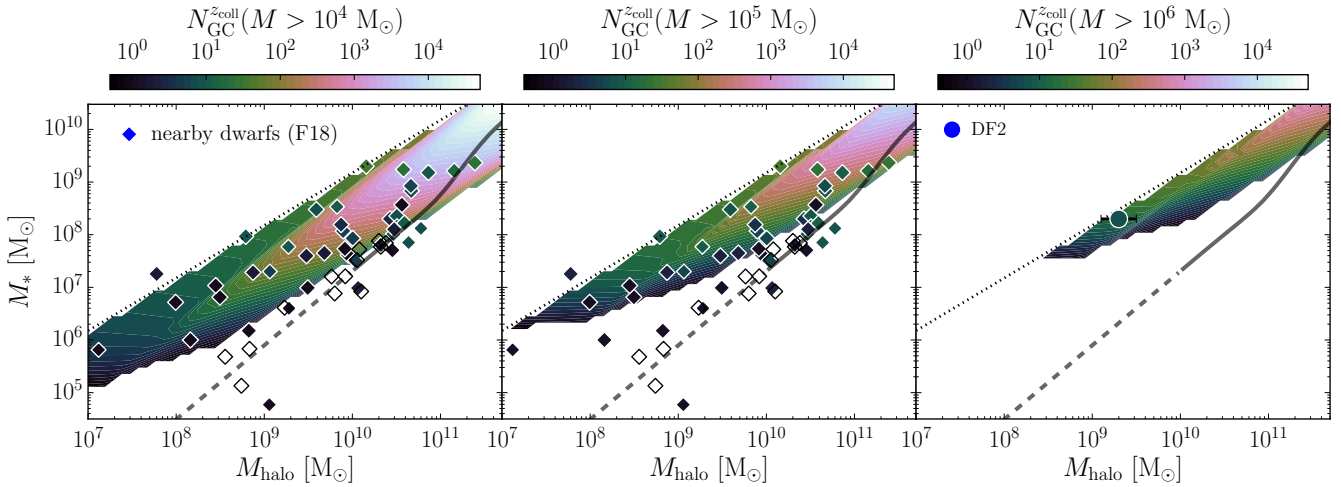 N_GC^{z_coll}(M > 10^4 M_☉) N_GC^{z_coll}(M > 10^5 M_☉) N_GC^{z_coll}(M > 10^6 M_☉)
10^0 10^1 10^2 10^3 10^4 10^0 10^1 10^2 10^3 10^4 10^0 10^1 10^2 10^3 10^4
nearby dwarfs (F18) DF2
10^10
10^9
10^8
10^7
10^6
10^5
M_* [M_☉]
10^7 10^8 10^9 10^10 10^11 10^7 10^8 10^9 10^10 10^11 10^7 10^8 10^9 10^10 10^11
M_halo [M_☉] M_halo [M_☉] M_halo [M_☉]